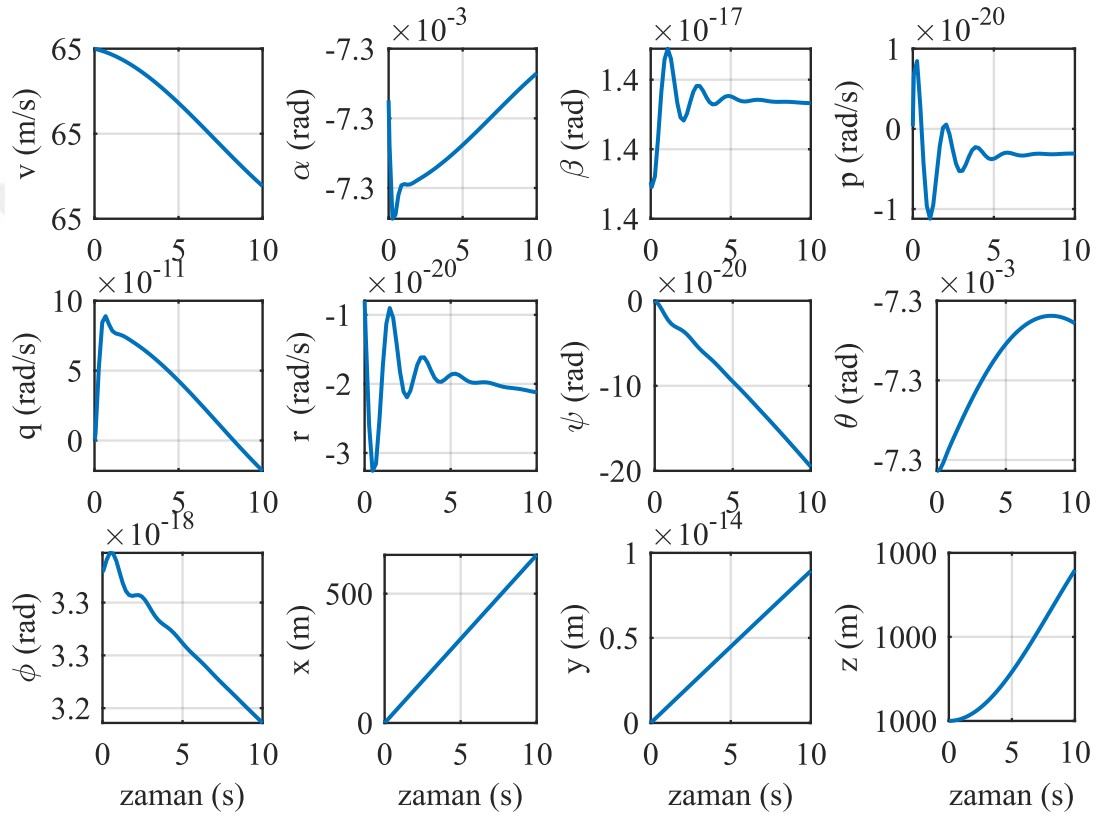 ×10⁻³ ×10⁻¹⁷ ×10⁻²⁰
v (m/s) 65 65 65 0 5 10
α (rad) -7.3 -7.3 -7.3 0 5 10
β (rad) 1.4 1.4 1.4 0 5 10
p (rad/s) 1 0 -1 0 5 10
×10⁻¹¹ ×10⁻²⁰ ×10⁻²⁰ ×10⁻³
q (rad/s) 10 5 0 0 5 10
r (rad/s) -1 -2 -3 0 5 10
ψ (rad) 0 -10 -20 0 5 10
θ (rad) -7.3 -7.3 -7.3 0 5 10
×10⁻¹⁸ ×10⁻¹⁴
ϕ (rad) 3.3 3.3 3.2 0 5 10
x (m) 500 0 0 5 10
y (m) 1 0.5 0 0 5 10
z (m) 1000 1000 1000 0 5 10
zaman (s) zaman (s) zaman (s) zaman (s)